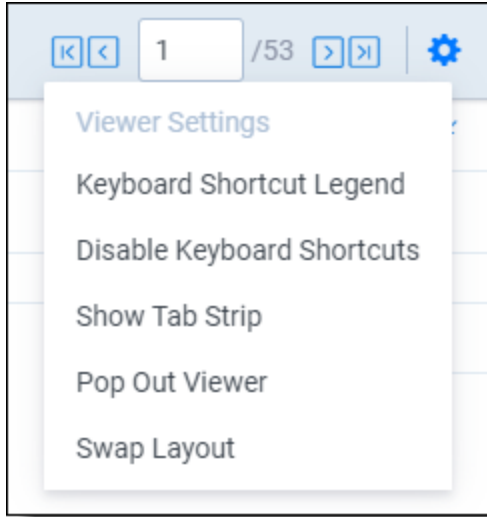 1 /53
Viewer Settings
Keyboard Shortcut Legend
Disable Keyboard Shortcuts
Show Tab Strip
Pop Out Viewer
Swap Layout